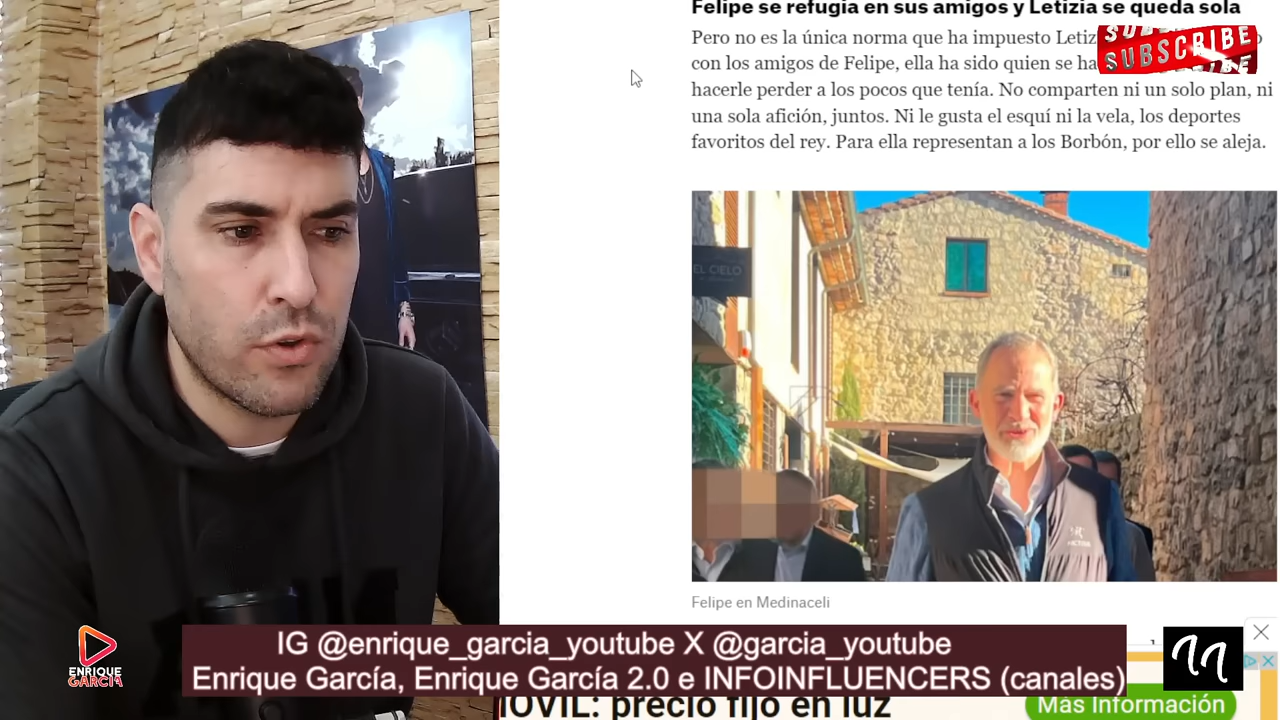 Felipe se refugia en sus amigos y Letizia se queda sola
Pero no es la única norma que ha impuesto
con los amigos de Felipe, ella ha sido quien se ha
hacerle perder a los pocos que tenía. No comparten ni un solo plan, ni
una sola afición, juntos. Ni le gusta el esquí ni la vela, los deportes
favoritos del rey. Para ella representan a los Borbón, por ello se aleja.
SUBSCRIBE
EL CIELO
Felipe en Medinaceli
ENRIQUE
GARCÍA
IG @enrique_garcia_youtube X @garcia_youtube
Enrique García, Enrique García 2.0 e INFOINFLUENCERS (canales)
MÓVIL: precio fijo en luz
Más Información